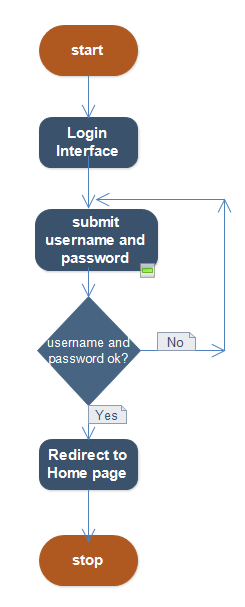 start
Login
Interface
submit
username and
password
username and
password ok?
No
Yes
Redirect to
Home page
stop